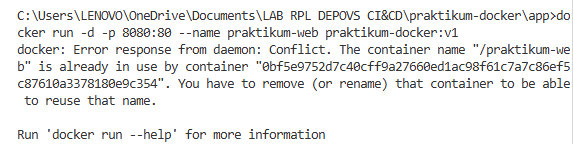 C:\Users\LENOVO\OneDrive\Documents\LAB RPL DEPOVS CI&CD\praktikum-docker\app>do
cker run -d -p 8080:80 --name praktikum-web praktikum-docker:v1
docker: Error response from daemon: Conflict. The container name "/praktikum-we
b" is already in use by container "0bf5e9752d7c40cff9a27660ed1ac98f61c7a7c86ef5
c87610a3378180e9c354". You have to remove (or rename) that container to be able
 to reuse that name.

Run 'docker run --help' for more information